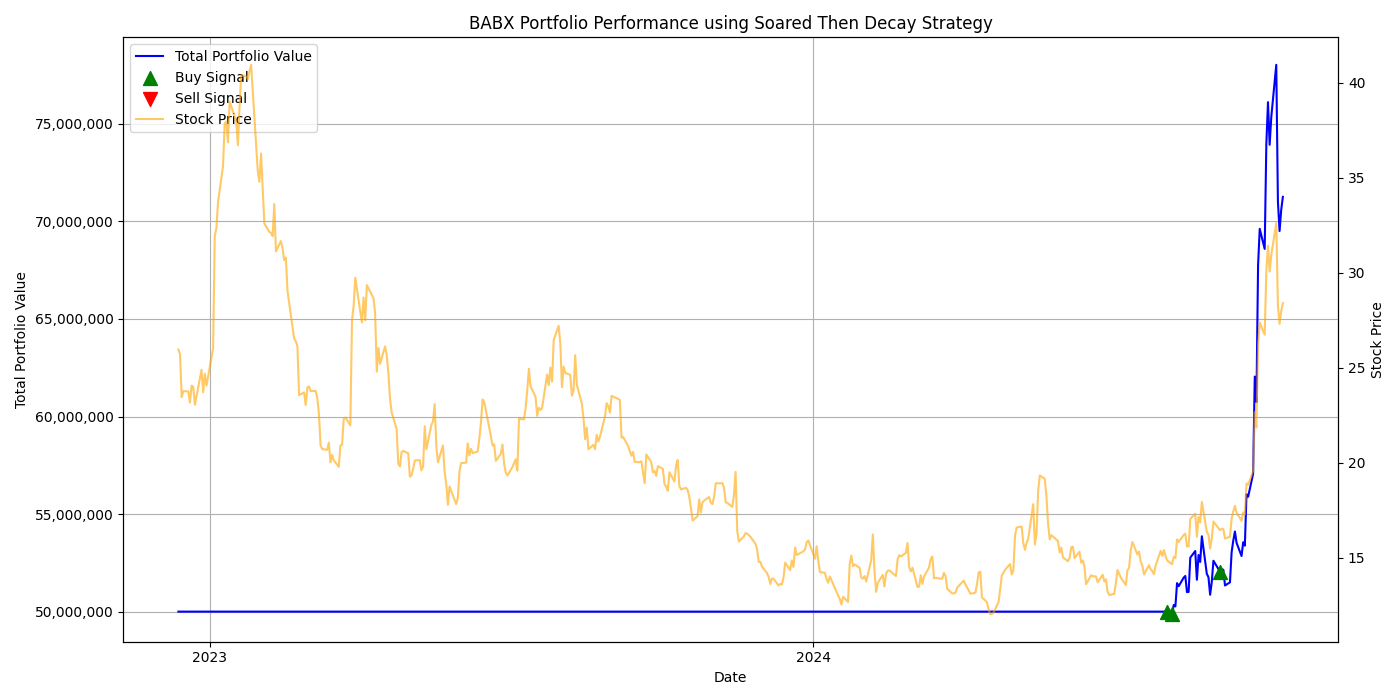 BABX Portfolio Performance using Soared Then Decay Strategy
Total Portfolio Value
Buy Signal
Sell Signal
Stock Price
75,000,000
70,000,000
65,000,000
60,000,000
55,000,000
50,000,000
Total Portfolio Value
40
35
30
25
20
15
Stock Price
2023
2024
Date